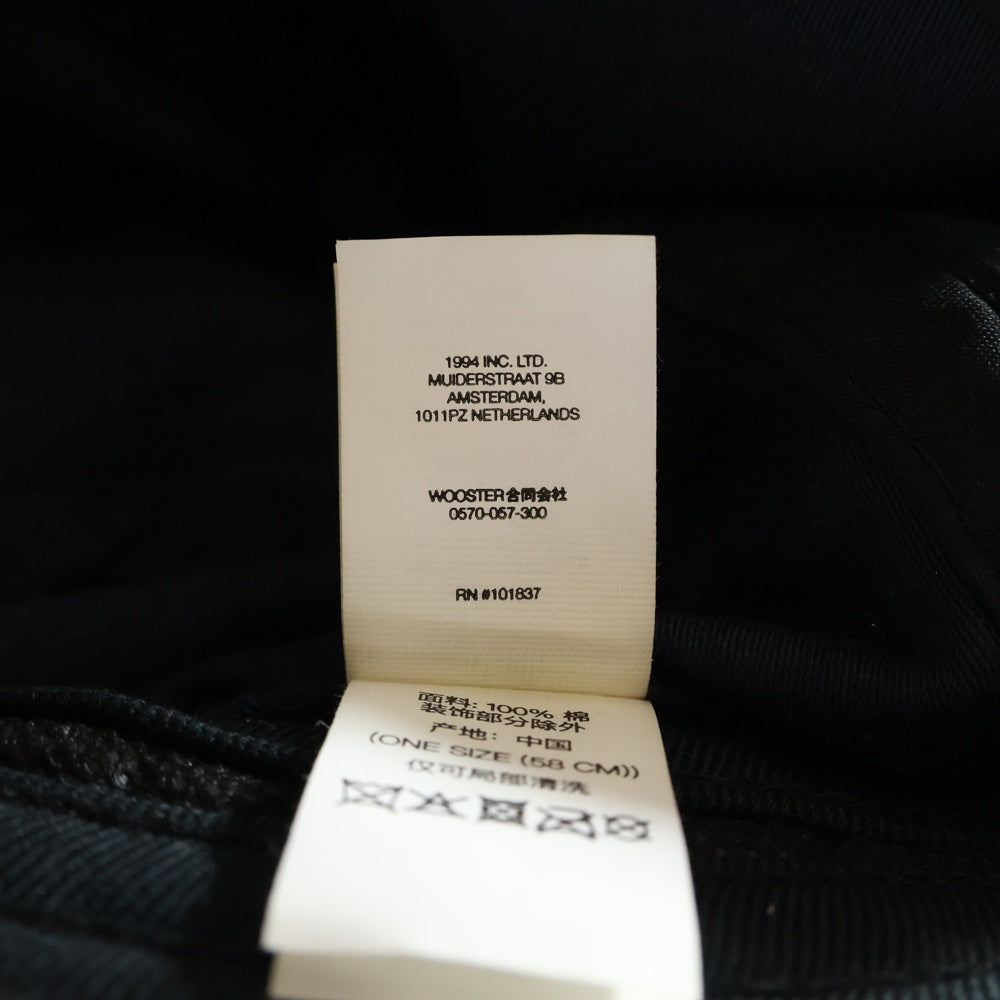 1994 INC. LTD.
MUIDERSTRAAT 9B
AMSTERDAM,
1011PZ NETHERLANDS
WOOSTER合同会社
0570-057-300
RN #101837
面料: 100% 棉
装饰部分除外
产地: 中国
(ONE SIZE (58 CM))
仅可局部清洗